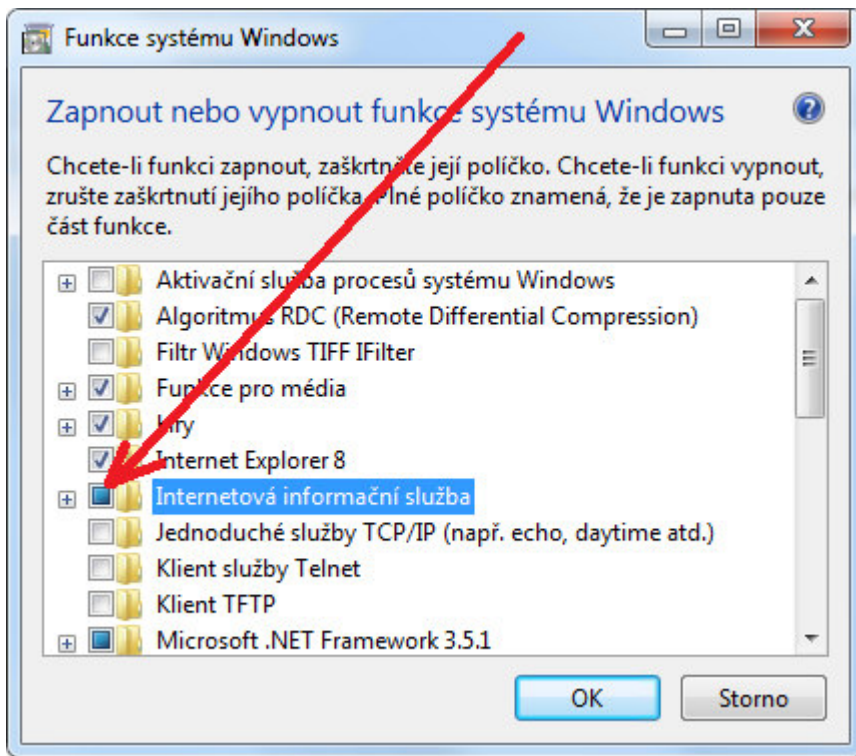 Funkce systému Windows
Zapnout nebo vypnout funkce systému Windows
Chcete-li funkci zapnout, zaškrtněte její políčko. Chcete-li funkci vypnout,
zrušte zaškrtnutí jejího políčka. Plné políčko znamená, že je zapnuta pouze
část funkce.
Aktivační služba procesů systému Windows
Algoritmus RDC (Remote Differential Compression)
Filtr Windows TIFF IFilter
Funkce pro média
Hry
Internet Explorer 8
Internetová informační služba
Jednoduché služby TCP/IP (např. echo, daytime atd.)
Klient služby Telnet
Klient TFTP
Microsoft .NET Framework 3.5.1
OK Storno